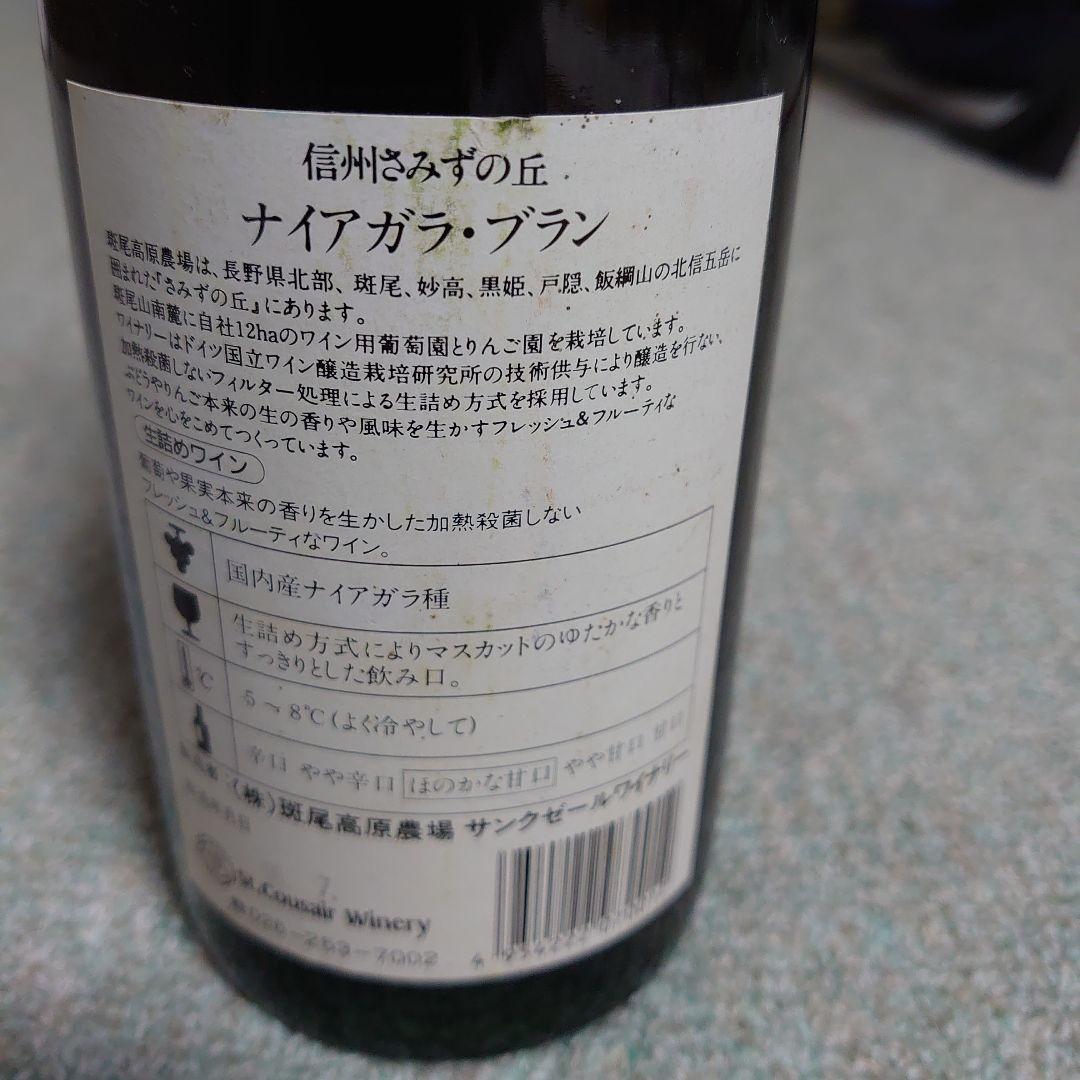 信州さみずの丘
ナイアガラ・ブラン
斑尾高原農場は、長野県北部、斑尾、妙高、黒姫、戸隠、飯綱山の北信五岳に
囲まれた『さみずの丘』にあります。
斑尾山南麓に自社12haのワイン用葡萄園とりんご園を栽培しています。
ワイナリーはドイツ国立ワイン醸造栽培研究所の技術供与により醸造を行ない、
加熱殺菌しないフィルター処理による生詰め方式を採用しています。
ぶどうやりんご本来の生の香りや風味を生かすフレッシュ&フルーティな
ワインを心をこめてつくっています。
生詰めワイン
葡萄や果実本来の香りを生かした加熱殺菌しない
フレッシュ&フルーティなワイン。
国内産ナイアガラ種
生詰め方式によりマスカットのゆたかな香りと
すっきりとした飲み口。
℃
5～8℃(よく冷やして)
辛口 やや辛口 ほのかな甘口 やや甘口 甘口
(株)斑尾高原農場 サンクゼールワイナリー
7.
St.Cousair Winery
026-253-7002